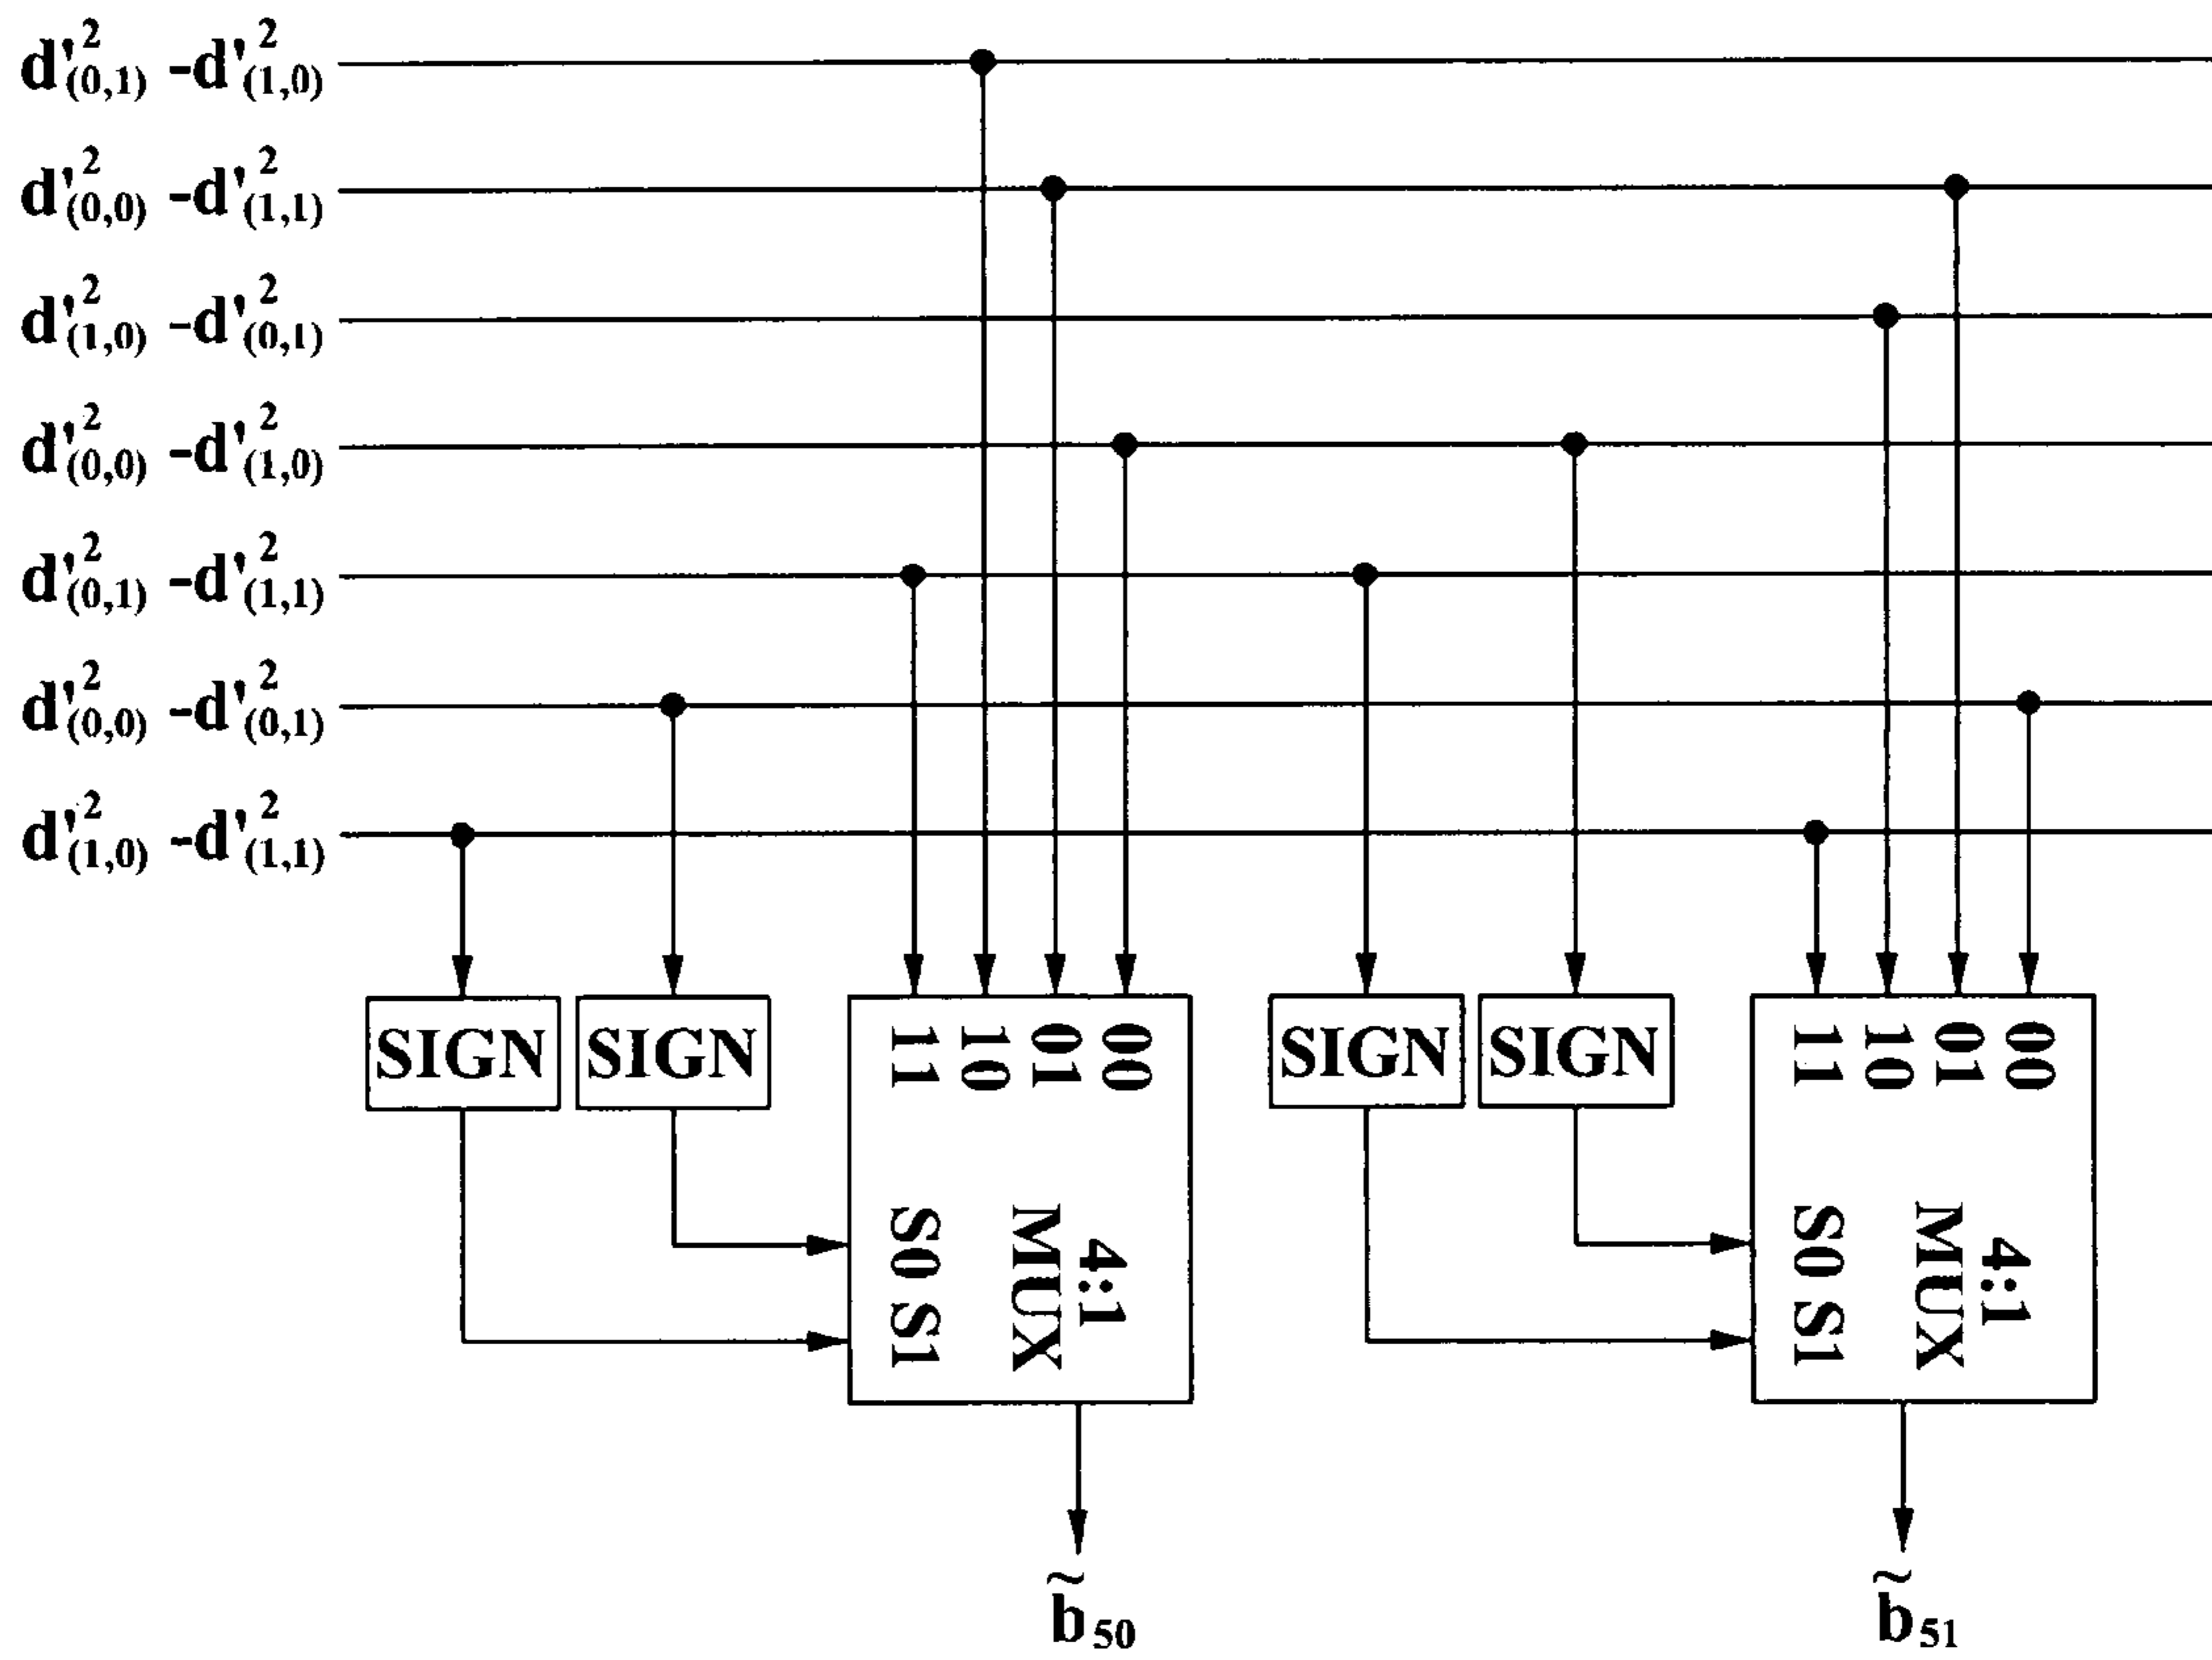 d'²(0,1) -d'²(1,0)
d'²(0,0) -d'²(1,1)
d'²(1,0) -d'²(0,1)
d'²(0,0) -d'²(1,0)
d'²(0,1) -d'²(1,1)
d'²(0,0) -d'²(0,1)
d'²(1,0) -d'²(1,1)
SIGN
SIGN
11
10
01
00
S0 S1
4:1
MUX
SIGN
SIGN
11
10
01
00
S0 S1
4:1
MUX
b̃50
b̃51